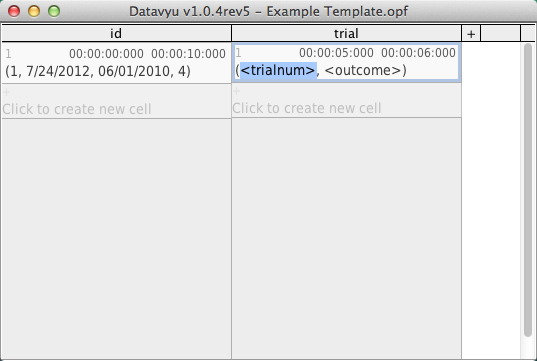 Datavyu v1.0.4rev5 - Example Template.opf
id trial +
1 00:00:00:000 00:00:10:000
(1, 7/24/2012, 06/01/2010, 4)
+
Click to create new cell
1 00:00:05:000 00:00:06:000
(<trialnum>, <outcome>)
+
Click to create new cell